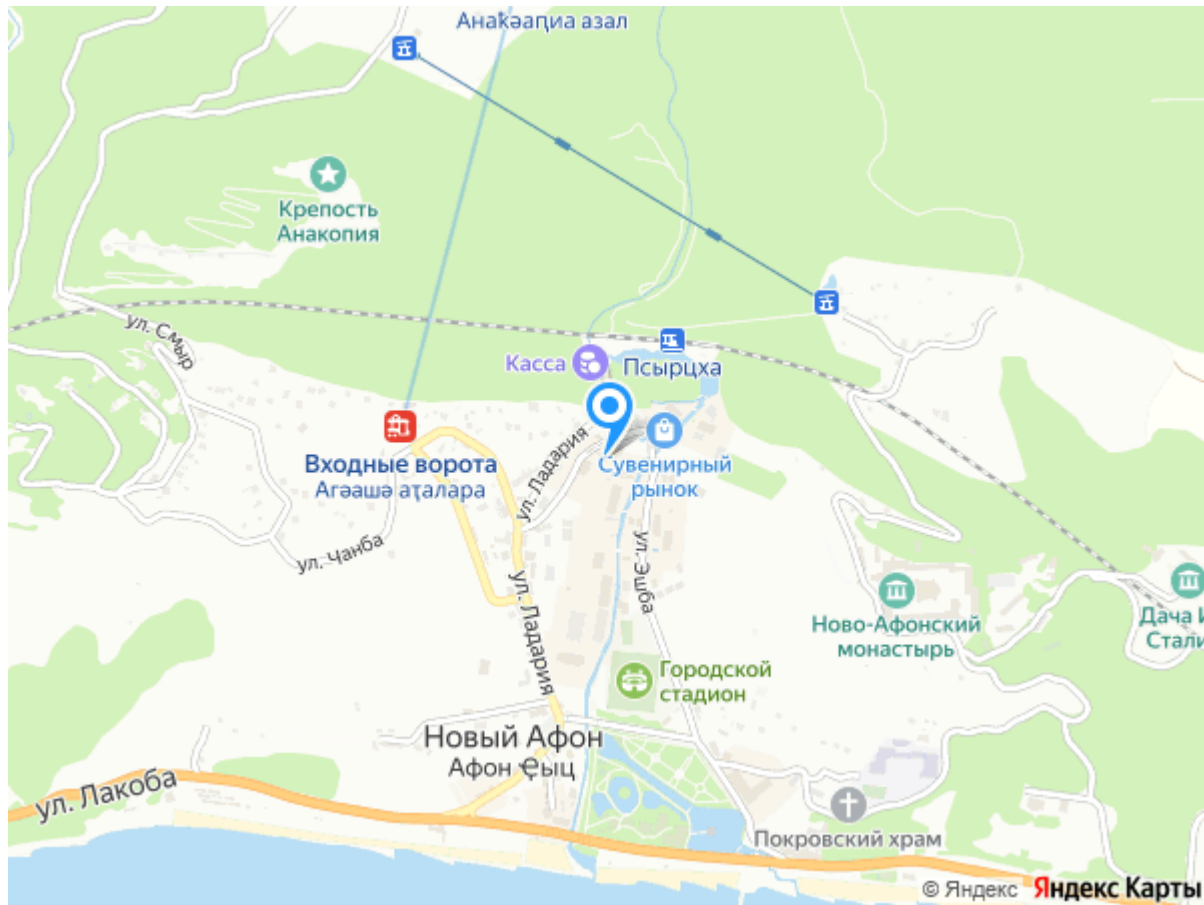 Анаҟәаԥиа азал
Крепость
Анакопия
ул. Смыр
Касса
Псырцха
ул. Ладария
Сувенирный
рынок
Входные ворота
Агәашә аҭалара
ул. Чанба
ул. Эшба
ул. Ладария
Ново-Афонский
монастырь
Дача И
Стали
Городской
стадион
Новый Афон
Афон Ҿыц
ул. Лакоба
Покровский храм
© Яндекс Яндекс Карты